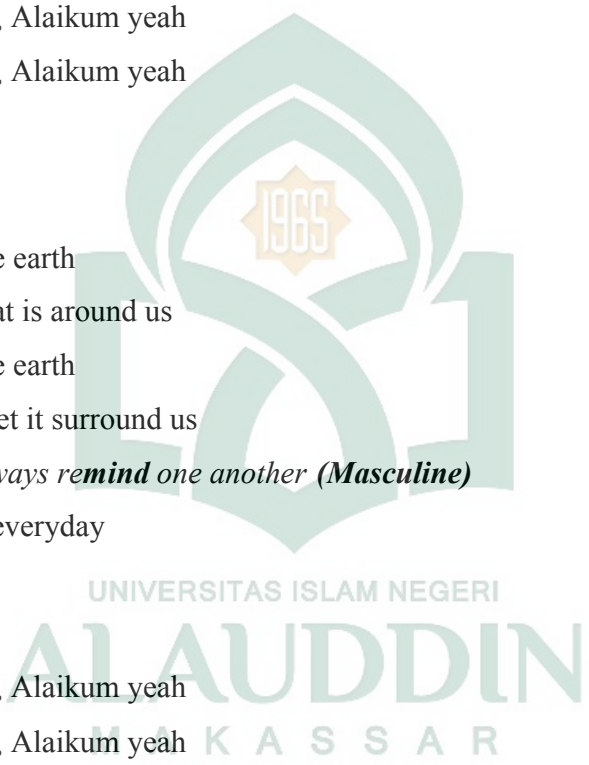 , Alaikum yeah
, Alaikum yeah
1965
e earth
at is around us
e earth
et it surround us
ways remind one another (Masculine)
everyday
UNIVERSITAS ISLAM NEGERI
ALAUDDIN
, Alaikum yeah
, Alaikum yeah
MAKASSAR